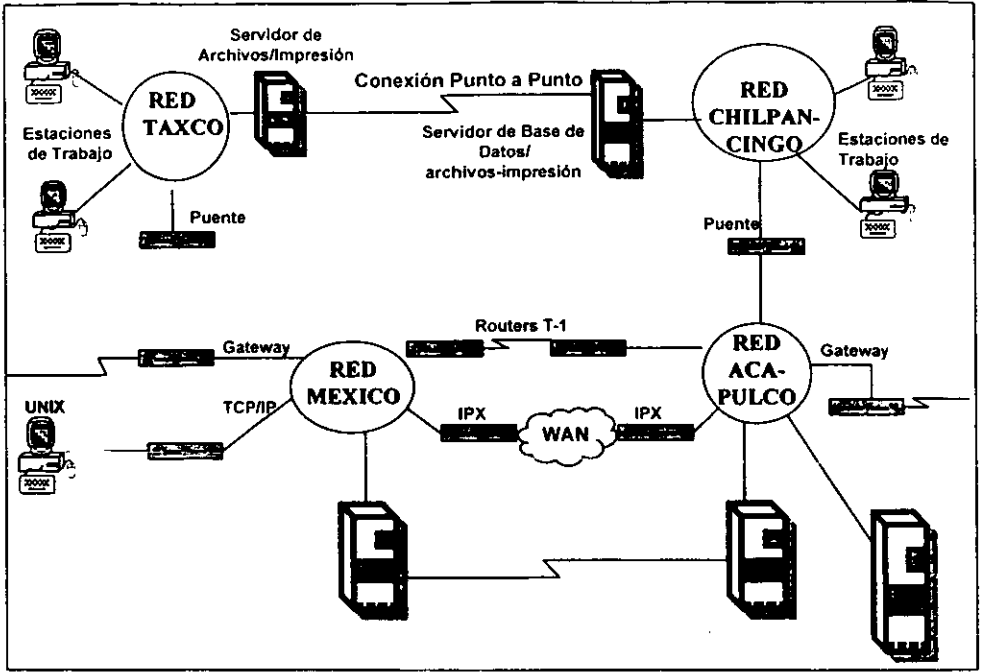 Servidor de
Archivos/Impresión
RED
TAXCO
Conexión Punto a Punto
RED
CHILPAN-
CINGO
Estaciones
de Trabajo
Servidor de Base de
Datos/
archivos-impresión
Estaciones de
Trabajo
Puente
Puente
Routers T-1
Gateway
RED
MEXICO
RED
ACA-
PULCO
Gateway
UNIX
TCP/IP
IPX
WAN
IPX